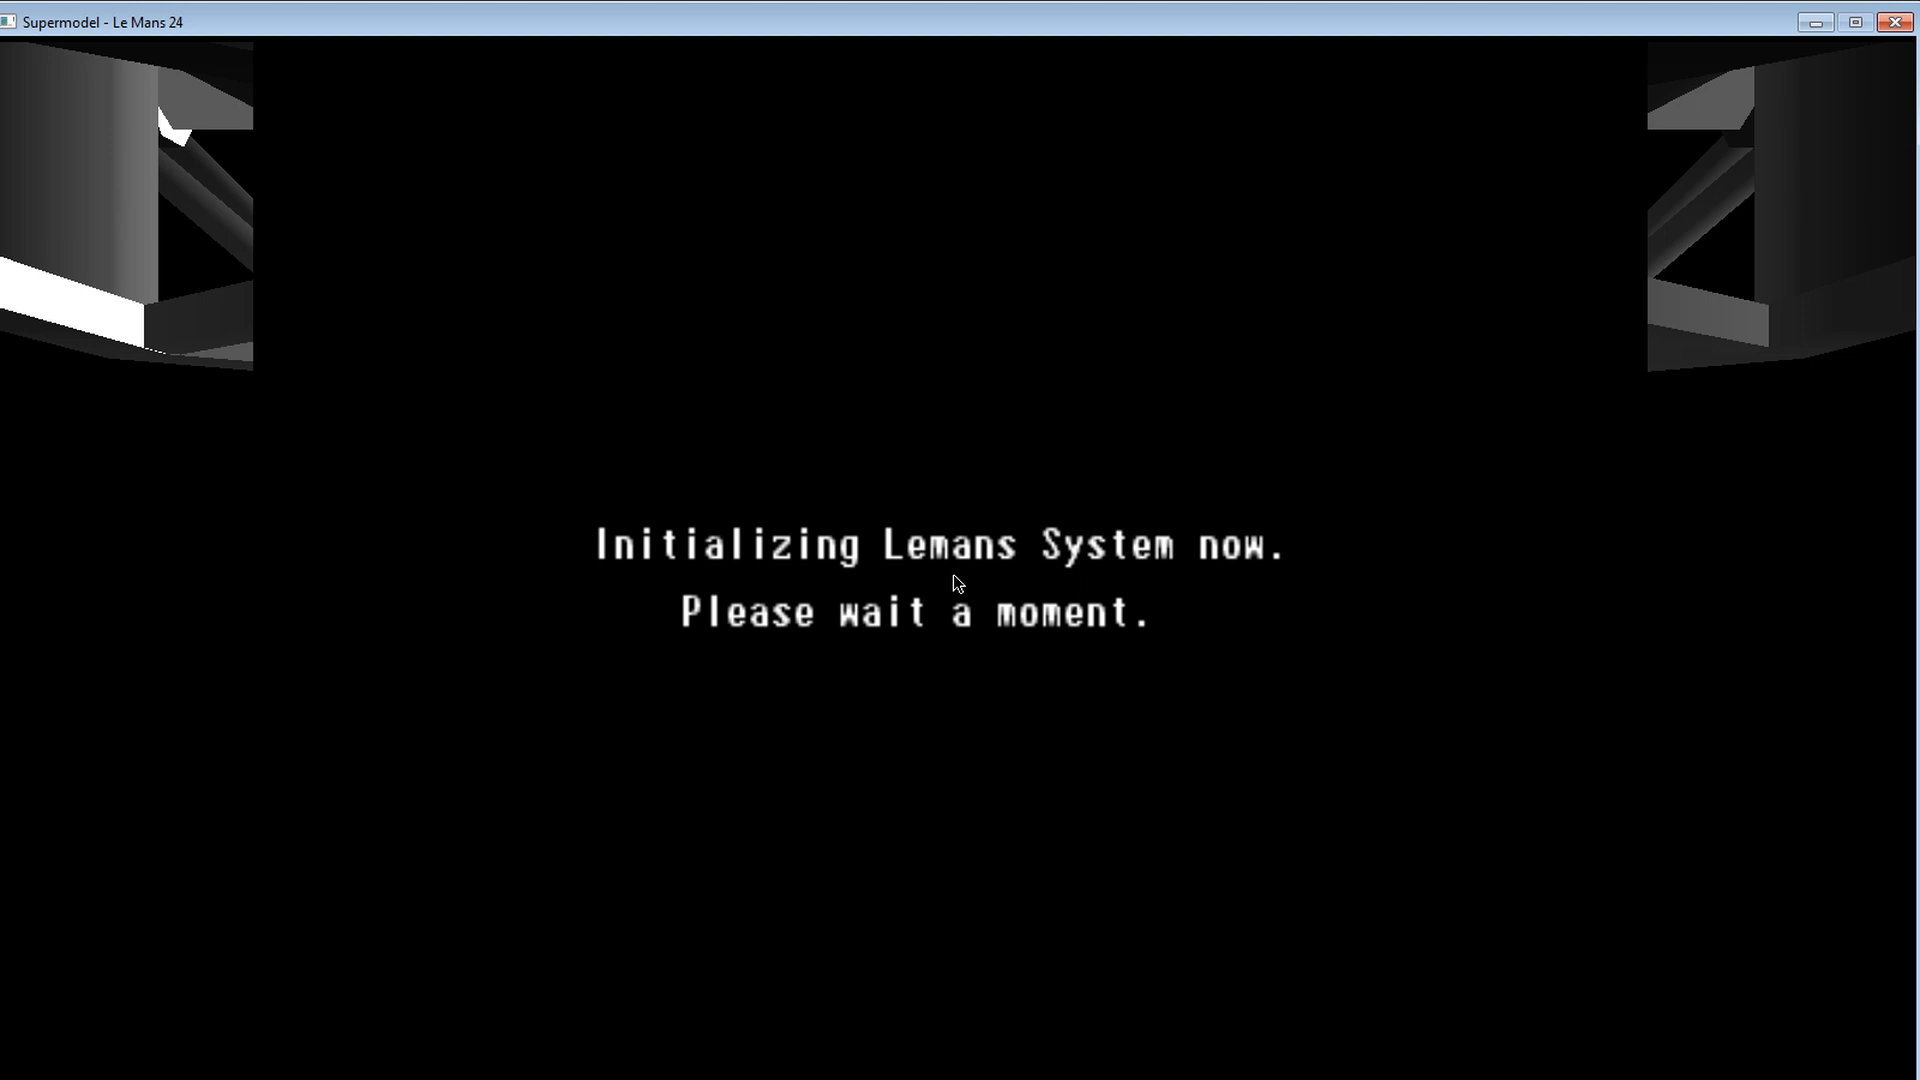 Supermodel - Le Mans 24
Initializing Lemans System now.
Please wait a moment.